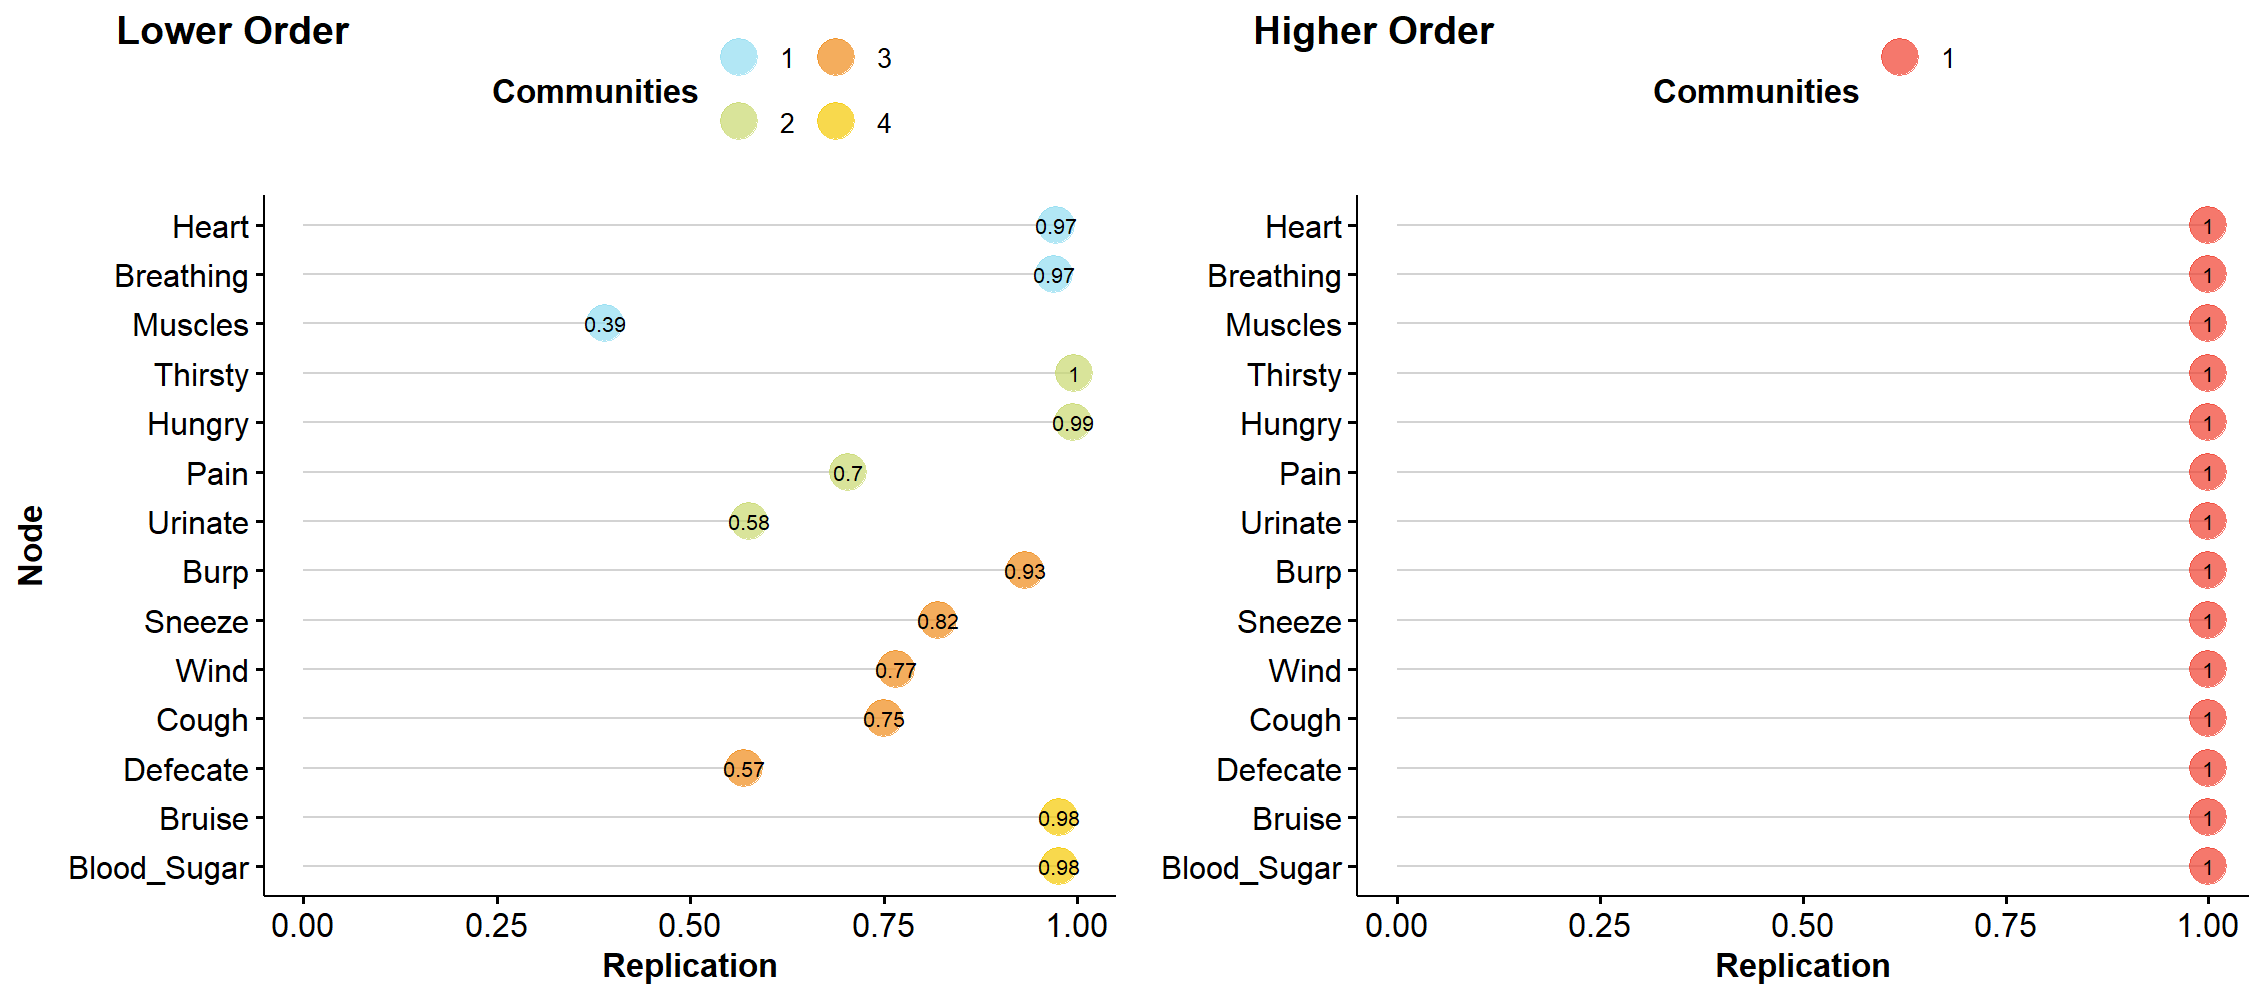 Lower Order
Communities
1 3
2 4
Node
Heart 0.97
Breathing 0.97
Muscles 0.39
Thirsty 1
Hungry 0.99
Pain 0.7
Urinate 0.58
Burp 0.93
Sneeze 0.82
Wind 0.77
Cough 0.75
Defecate 0.57
Bruise 0.98
Blood_Sugar 0.98
0.00 0.25 0.50 0.75 1.00
Replication
Higher Order
Communities
1
Heart 1
Breathing 1
Muscles 1
Thirsty 1
Hungry 1
Pain 1
Urinate 1
Burp 1
Sneeze 1
Wind 1
Cough 1
Defecate 1
Bruise 1
Blood_Sugar 1
0.00 0.25 0.50 0.75 1.00
Replication